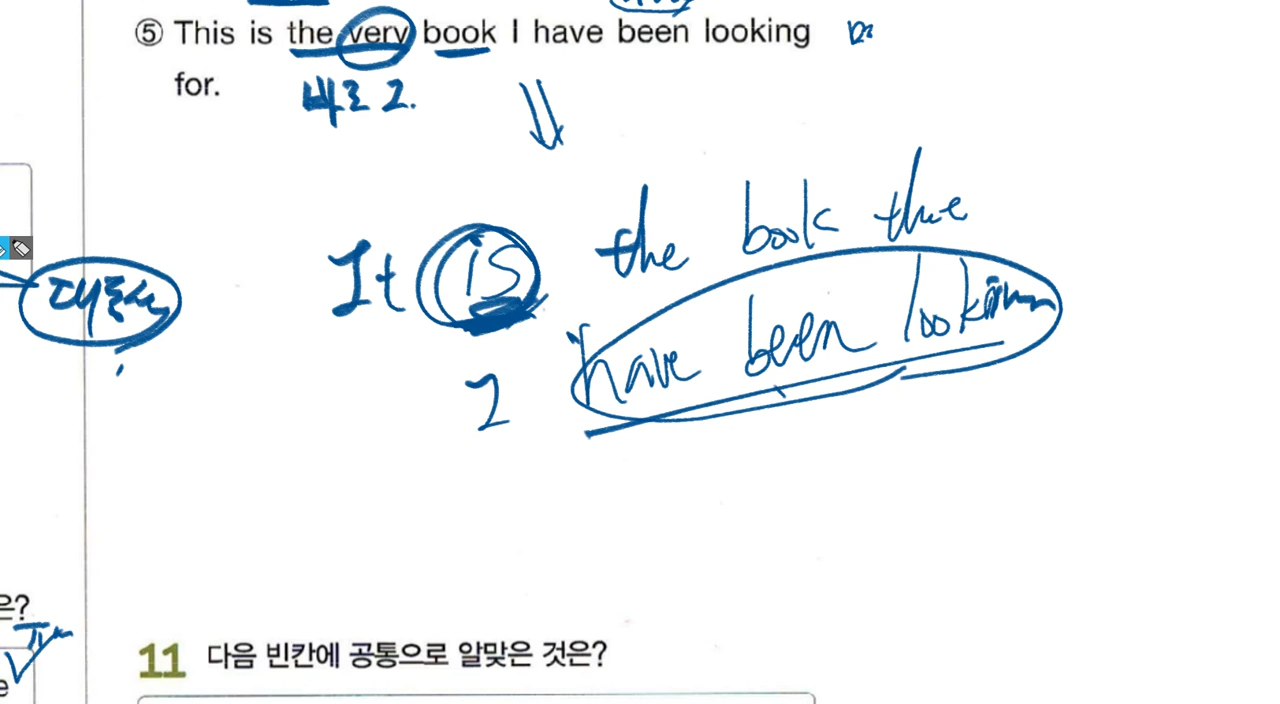 ⑤ This is the very book I have been looking
for.
바로 그.
It is the book that
I have been looking
대동사
은?
e
11 다음 빈칸에 공통으로 알맞은 것은?